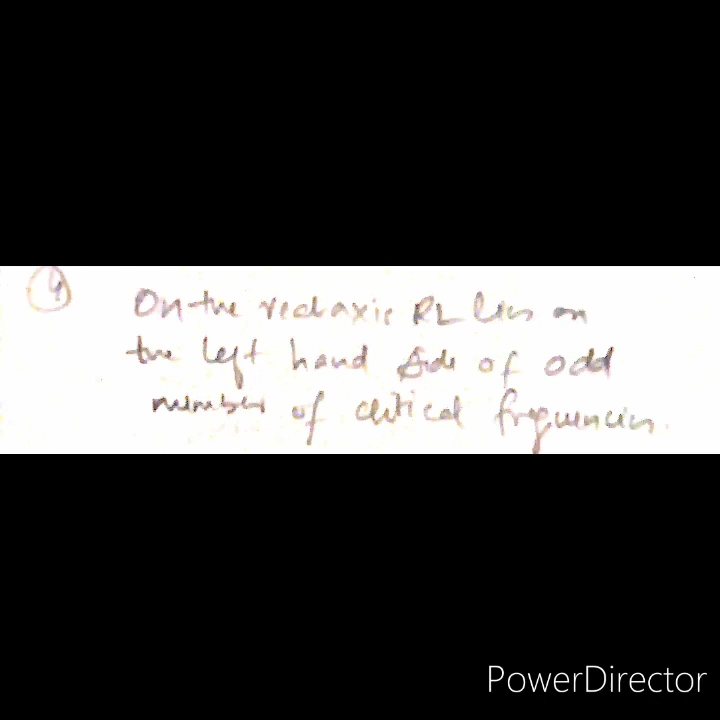 ④ On the real axis RL lies on
the left hand side of odd
number of critical frequencies.
PowerDirector